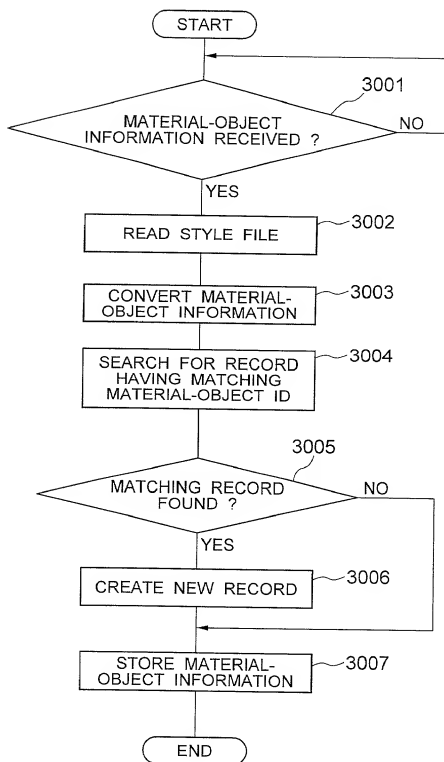 START
3001
MATERIAL-OBJECT
INFORMATION RECEIVED ?
NO
YES
3002
READ STYLE FILE
3003
CONVERT MATERIAL-
OBJECT INFORMATION
3004
SEARCH FOR RECORD
HAVING MATCHING
MATERIAL-OBJECT ID
3005
MATCHING RECORD
FOUND ?
NO
YES
3006
CREATE NEW RECORD
3007
STORE MATERIAL-
OBJECT INFORMATION
END